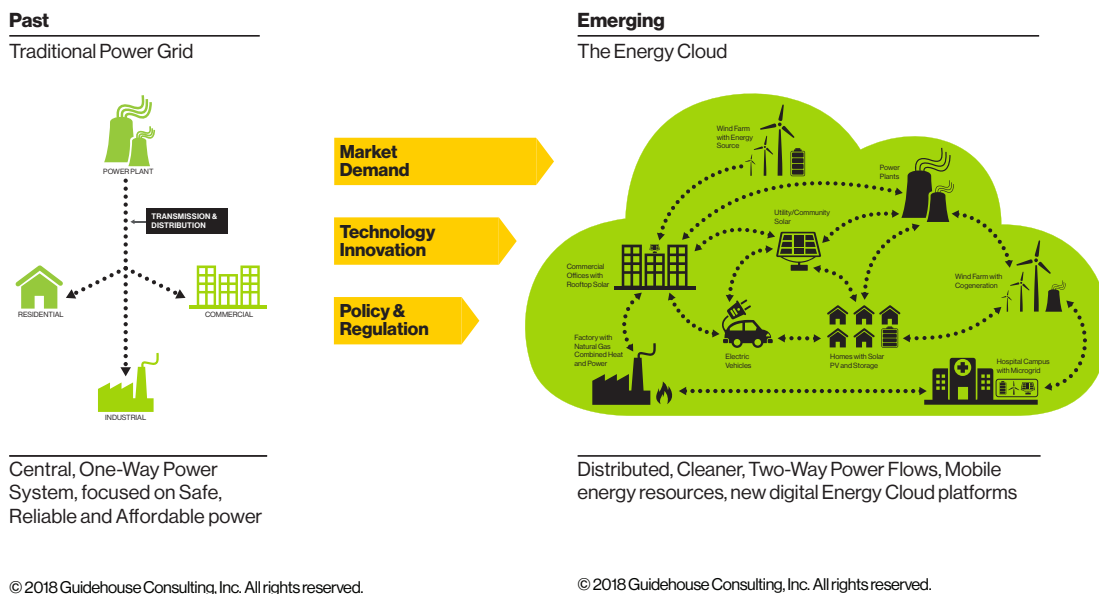 Past
Traditional Power Grid
POWER PLANT
TRANSMISSION &
DISTRIBUTION
RESIDENTIAL
COMMERCIAL
INDUSTRIAL
Central, One-Way Power
System, focused on Safe,
Reliable and Affordable power
© 2018 Guidehouse Consulting, Inc. All rights reserved.
Market
Demand
Technology
Innovation
Policy &
Regulation
Emerging
The Energy Cloud
Wind Farm
with Energy
Source
Power
Plants
Utility/Community
Solar
Commercial
Offices with
Rooftop Solar
Wind Farm with
Cogeneration
Factory with
Natural Gas
Combined Heat
and Power
Electric
Vehicles
Homes with Solar
PV and Storage
Hospital Campus
with Microgrid
Distributed, Cleaner, Two-Way Power Flows, Mobile
energy resources, new digital Energy Cloud platforms
© 2018 Guidehouse Consulting, Inc. All rights reserved.